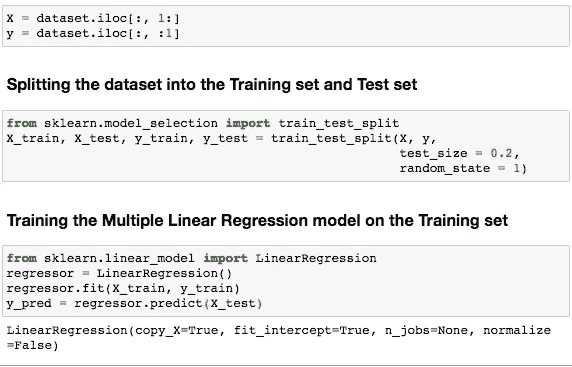 X = dataset.iloc[:, 1:]
y = dataset.iloc[:, :1]
Splitting the dataset into the Training set and Test set
from sklearn.model_selection import train_test_split
X_train, X_test, y_train, y_test = train_test_split(X, y,
test_size = 0.2,
random_state = 1)
Training the Multiple Linear Regression model on the Training set
from sklearn.linear_model import LinearRegression
regressor = LinearRegression()
regressor.fit(X_train, y_train)
y_pred = regressor.predict(X_test)
LinearRegression(copy_X=True, fit_intercept=True, n_jobs=None, normalize
=False)